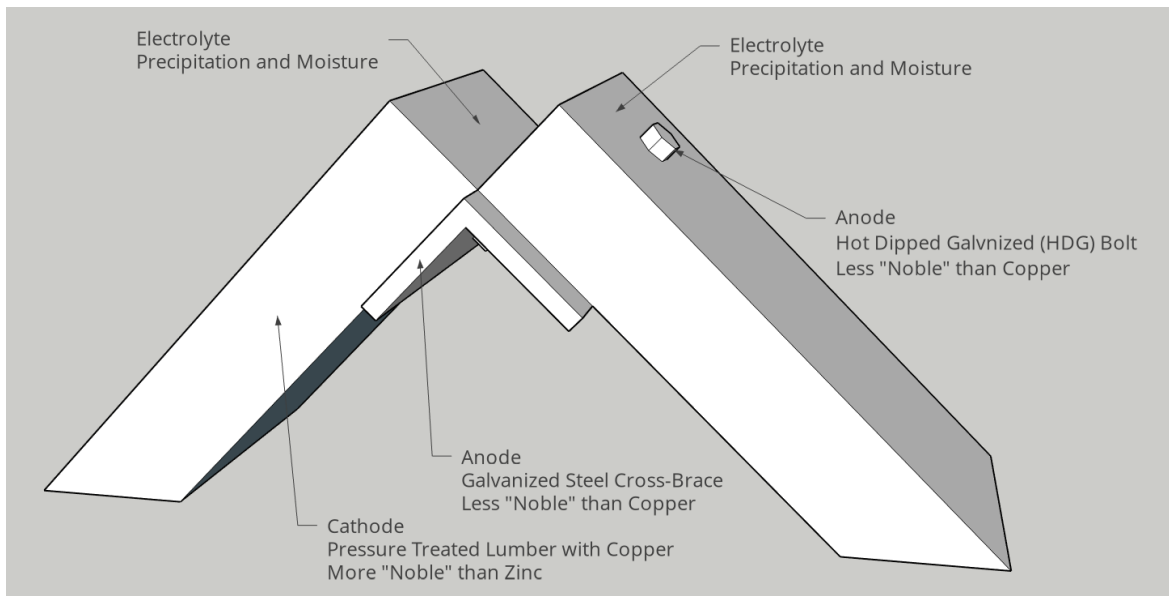 Electrolyte
Precipitation and Moisture
Electrolyte
Precipitation and Moisture
Anode
Hot Dipped Galvnized (HDG) Bolt
Less "Noble" than Copper
Anode
Galvanized Steel Cross-Brace
Less "Noble" than Copper
Cathode
Pressure Treated Lumber with Copper
More "Noble" than Zinc